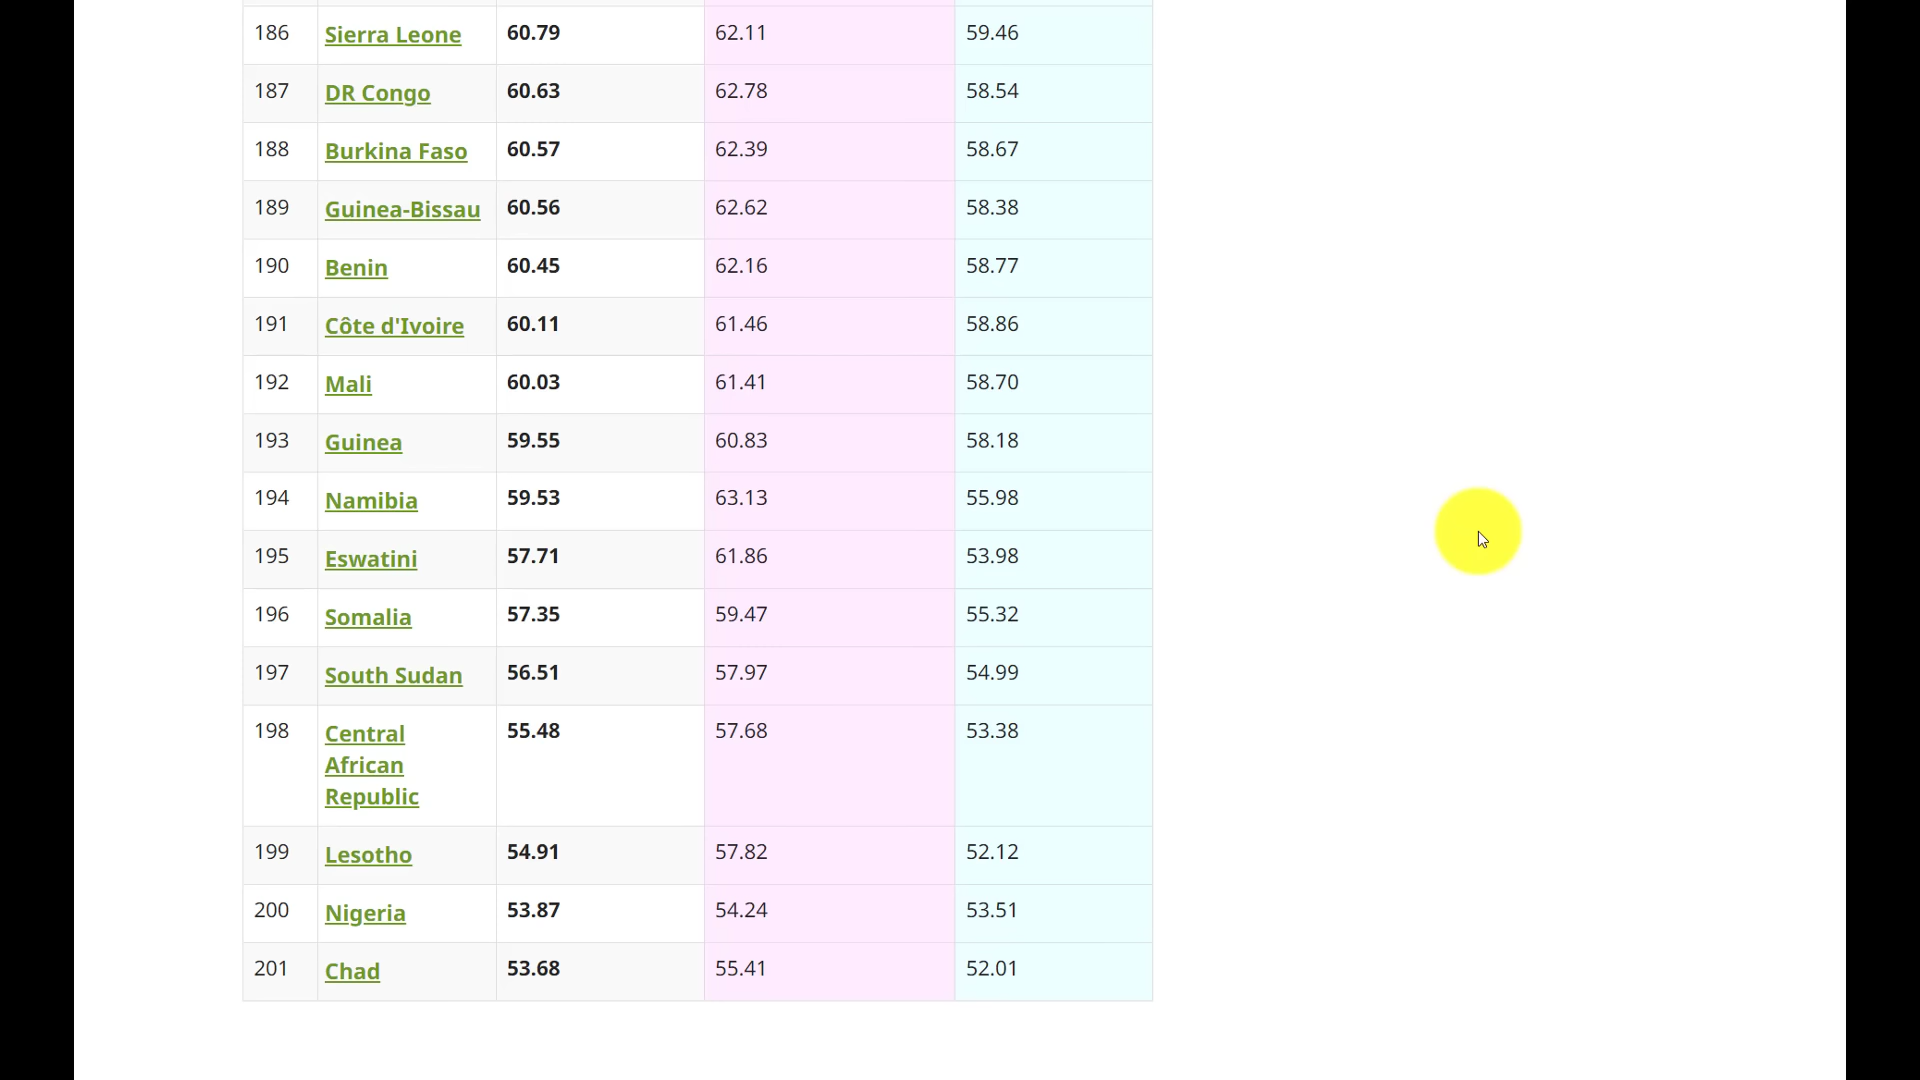 186 Sierra Leone 60.79 62.11 59.46
187 DR Congo 60.63 62.78 58.54
188 Burkina Faso 60.57 62.39 58.67
189 Guinea-Bissau 60.56 62.62 58.38
190 Benin 60.45 62.16 58.77
191 Côte d'Ivoire 60.11 61.46 58.86
192 Mali 60.03 61.41 58.70
193 Guinea 59.55 60.83 58.18
194 Namibia 59.53 63.13 55.98
195 Eswatini 57.71 61.86 53.98
196 Somalia 57.35 59.47 55.32
197 South Sudan 56.51 57.97 54.99
198 Central 55.48 57.68 53.38
African
Republic
199 Lesotho 54.91 57.82 52.12
200 Nigeria 53.87 54.24 53.51
201 Chad 53.68 55.41 52.01